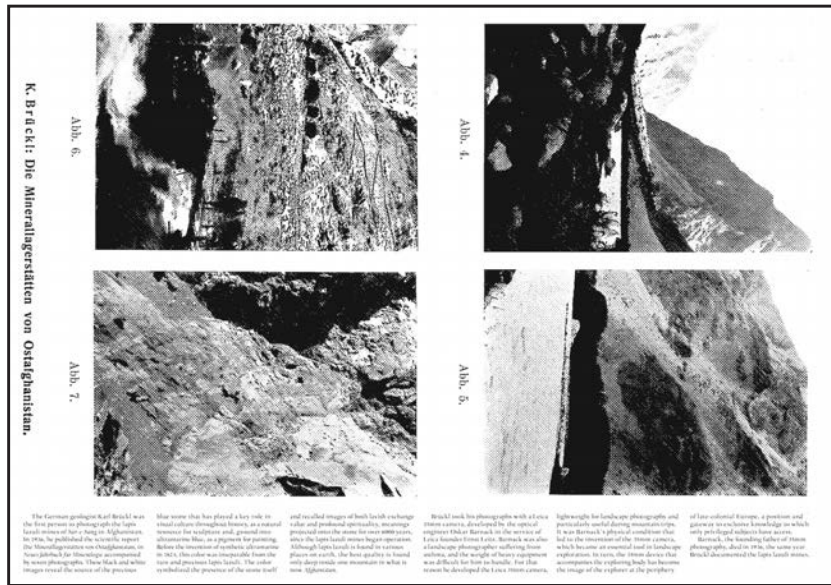 K. Brückl: Die Minerallagerstätten von Ostafghanistan.
Abb. 6.
Abb. 4.
Abb. 7.
Abb. 5.
The German geologist Karl Brückl was
the first person to photograph the lapis
lazuli mines of Sar-e-Sang in Afghanistan.
In 1936, he published the scientific report
Die Minerallagerstätten von Ostafghanistan, in
Neues Jahrbuch für Mineralogie accompanied
by seven photographs. These black and white
images reveal the source of the precious
blue stone that has played a key role in
visual culture throughout history, as a natural
resource for sculpture and, ground into
ultramarine blue, as a pigment for painting.
Before the invention of synthetic ultramarine
in 1823, this color was inseparable from the
rare and precious lapis lazuli. The color
symbolized the presence of the stone itself
and recalled images of both lavish exchange
value and profound spirituality, meanings
projected onto the stone for over 6000 years,
since the lapis lazuli mines began operation.
Although lapis lazuli is found in various
places on earth, the best quality is found
only deep inside one mountain in what is
now Afghanistan.
Brückl took his photographs with a Leica
35mm camera, developed by the optical
engineer Oskar Barnack in the service of
Leica founder Ernst Leitz. Barnack was also
a landscape photographer suffering from
asthma, and the weight of heavy equipment
was difficult for him to handle. For that
reason he developed the Leica 35mm camera,
lightweight for landscape photography and
particularly useful during mountain trips.
It was Barnack's physical condition that
led to the invention of the 35mm camera,
which became an essential tool in landscape
exploration. In turn, the 35mm camera
accompanies the exploring body has become
the image of the explorer at the periphery
of late-colonial Europe, a position and
gateway to exclusive knowledge to which
only privileged subjects have access.
Barnack, the founding father of 35mm
photography, died in 1936, the same year
Brückl documented the lapis lazuli mines.